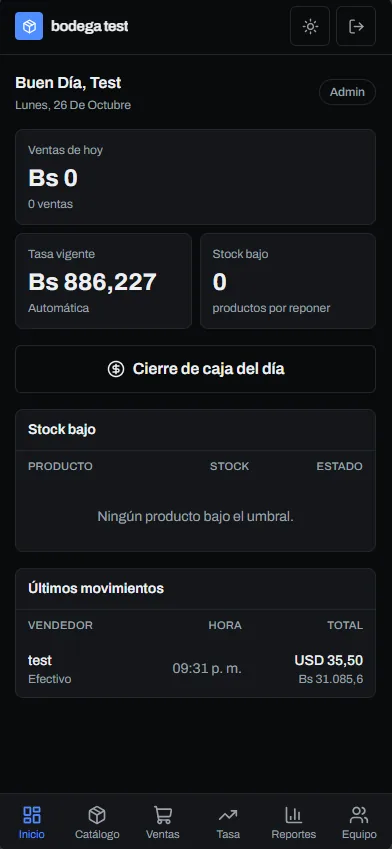 bodega test
Buen Día, Test
Admin
Lunes, 26 De Octubre
Ventas de hoy
Bs 0
0 ventas
Tasa vigente
Bs 886,227
Automática
Stock bajo
0
productos por reponer
Cierre de caja del día
Stock bajo
PRODUCTO STOCK ESTADO
Ningún producto bajo el umbral.
Últimos movimientos
VENDEDOR HORA TOTAL
test 09:31 p. m. USD 35,50
Efectivo Bs 31.085,6
Inicio Catálogo Ventas Tasa Reportes Equipo